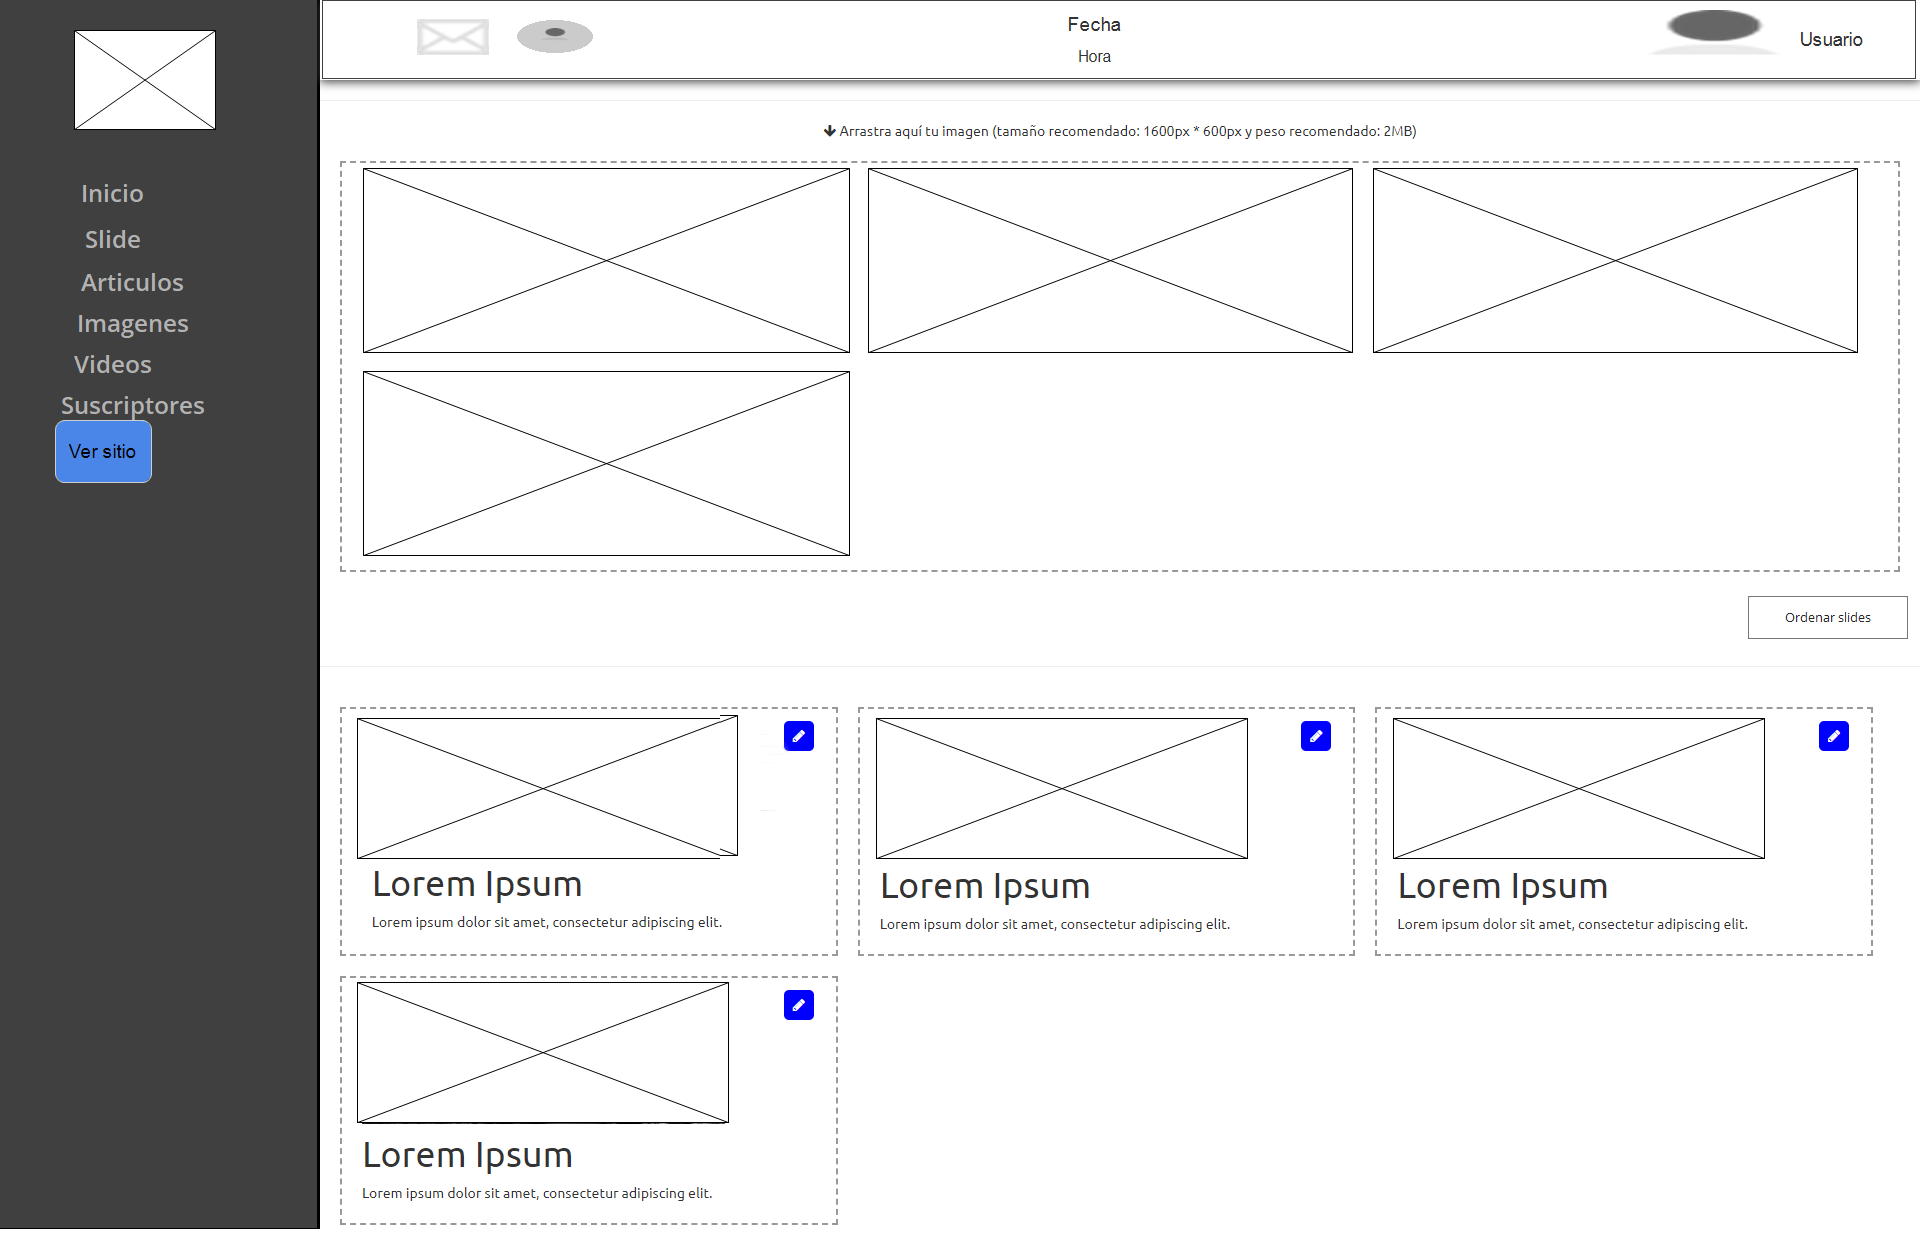 Inicio
Slide
Articulos
Imagenes
Videos
Suscriptores
Ver sitio
Fecha
Hora
Usuario
Arrastra aquí tu imagen (tamaño recomendado: 1600px * 600px y peso recomendado: 2MB)
Ordenar slides
Lorem Ipsum
Lorem ipsum dolor sit amet, consectetur adipiscing elit.
Lorem Ipsum
Lorem ipsum dolor sit amet, consectetur adipiscing elit.
Lorem Ipsum
Lorem ipsum dolor sit amet, consectetur adipiscing elit.
Lorem Ipsum
Lorem ipsum dolor sit amet, consectetur adipiscing elit.